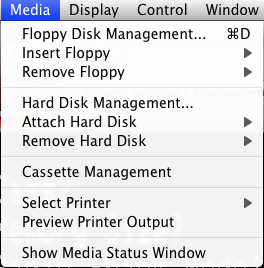 Media Display Control Window
Floppy Disk Management... ⌘D
Insert Floppy
Remove Floppy
Hard Disk Management...
Attach Hard Disk
Remove Hard Disk
Cassette Management
Select Printer
Preview Printer Output
Show Media Status Window